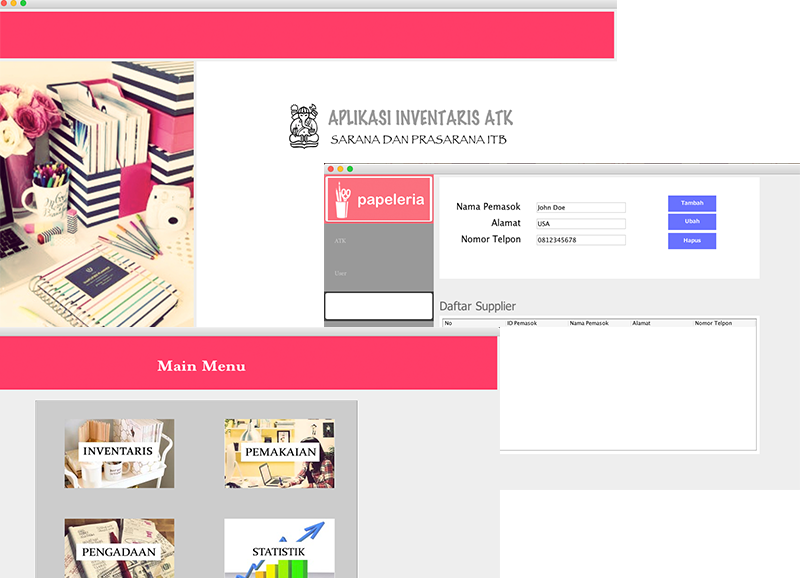 APLIKASI INVENTARIS ATK
SARANA DAN PRASARANA ITB
papeleria
ATK
User
Nama Pemasok
John Doe
Alamat
USA
Nomor Telpon
0812345678
Tambah
Ubah
Hapus
Daftar Supplier
No ID Pemasok Nama Pemasok Alamat Nomor Telpon
Main Menu
INVENTARIS
PEMAKAIAN
PENGADAAN
STATISTIK